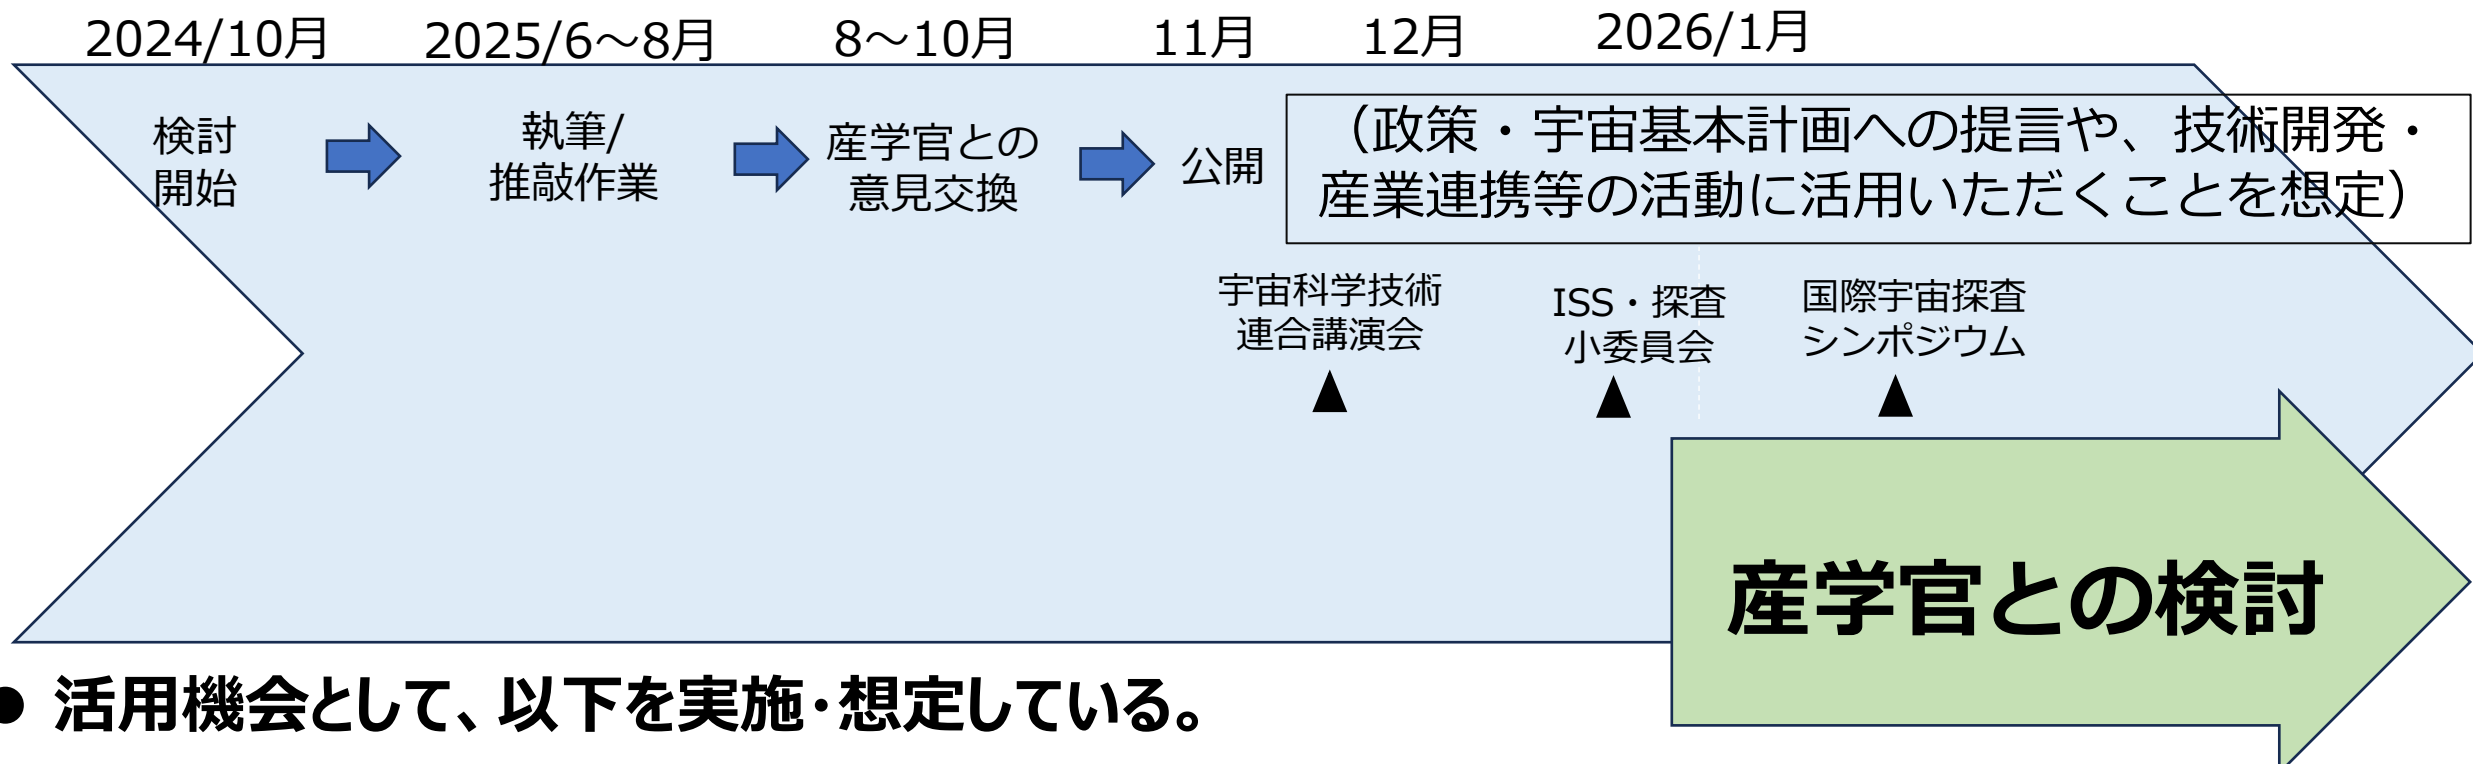 2024/10月 2025/6～8月 8～10月 11月 12月 2026/1月
検討
開始
執筆/
推敲作業
産学官との
意見交換
公開
（政策・宇宙基本計画への提言や、技術開発・
産業連携等の活動に活用いただくことを想定）
宇宙科学技術
連合講演会
ISS・探査
小委員会
国際宇宙探査
シンポジウム
産学官との検討
● 活用機会として、以下を実施・想定している。